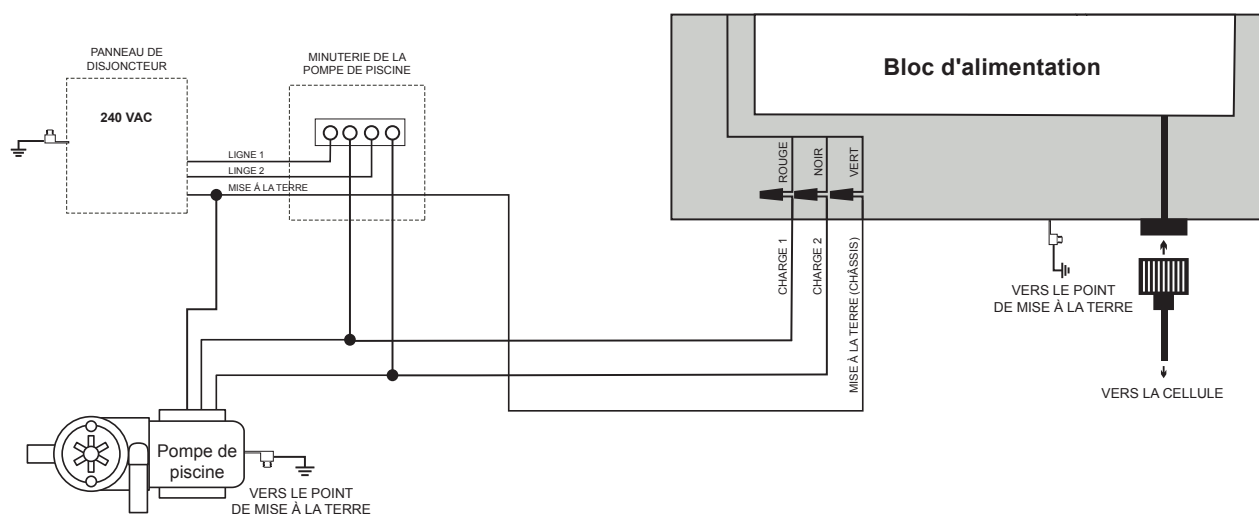 PANNEAU DE
DISJONCTEUR
240 VAC
MINUTERIE DE LA
POMPE DE PISCINE
LIGNE 1
LINGE 2
MISE À LA TERRE
Bloc d'alimentation
ROUGE
NOIR
VERT
CHARGE 1
CHARGE 2
MISE À LA TERRE (CHÂSSIS)
VERS LE POINT
DE MISE À LA TERRE
VERS LA CELLULE
Pompe de
piscine
VERS LE POINT
DE MISE À LA TERRE